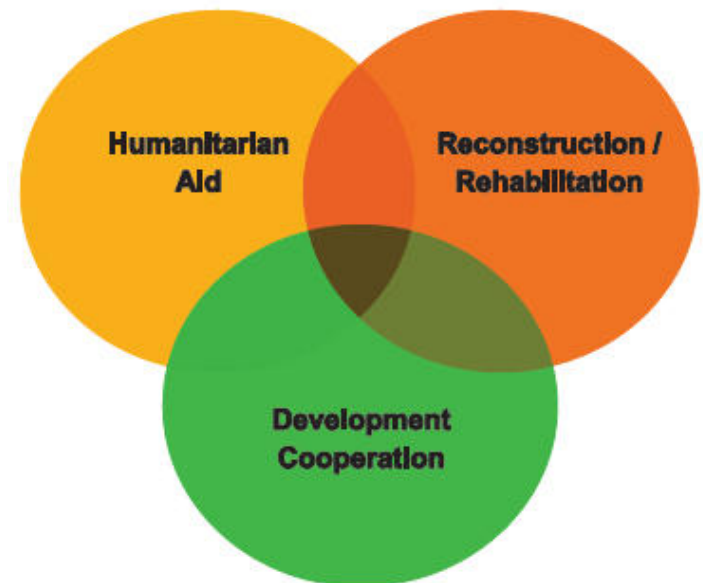 Humanitarian
Aid
Reconstruction /
Rehabilitation
Development
Cooperation